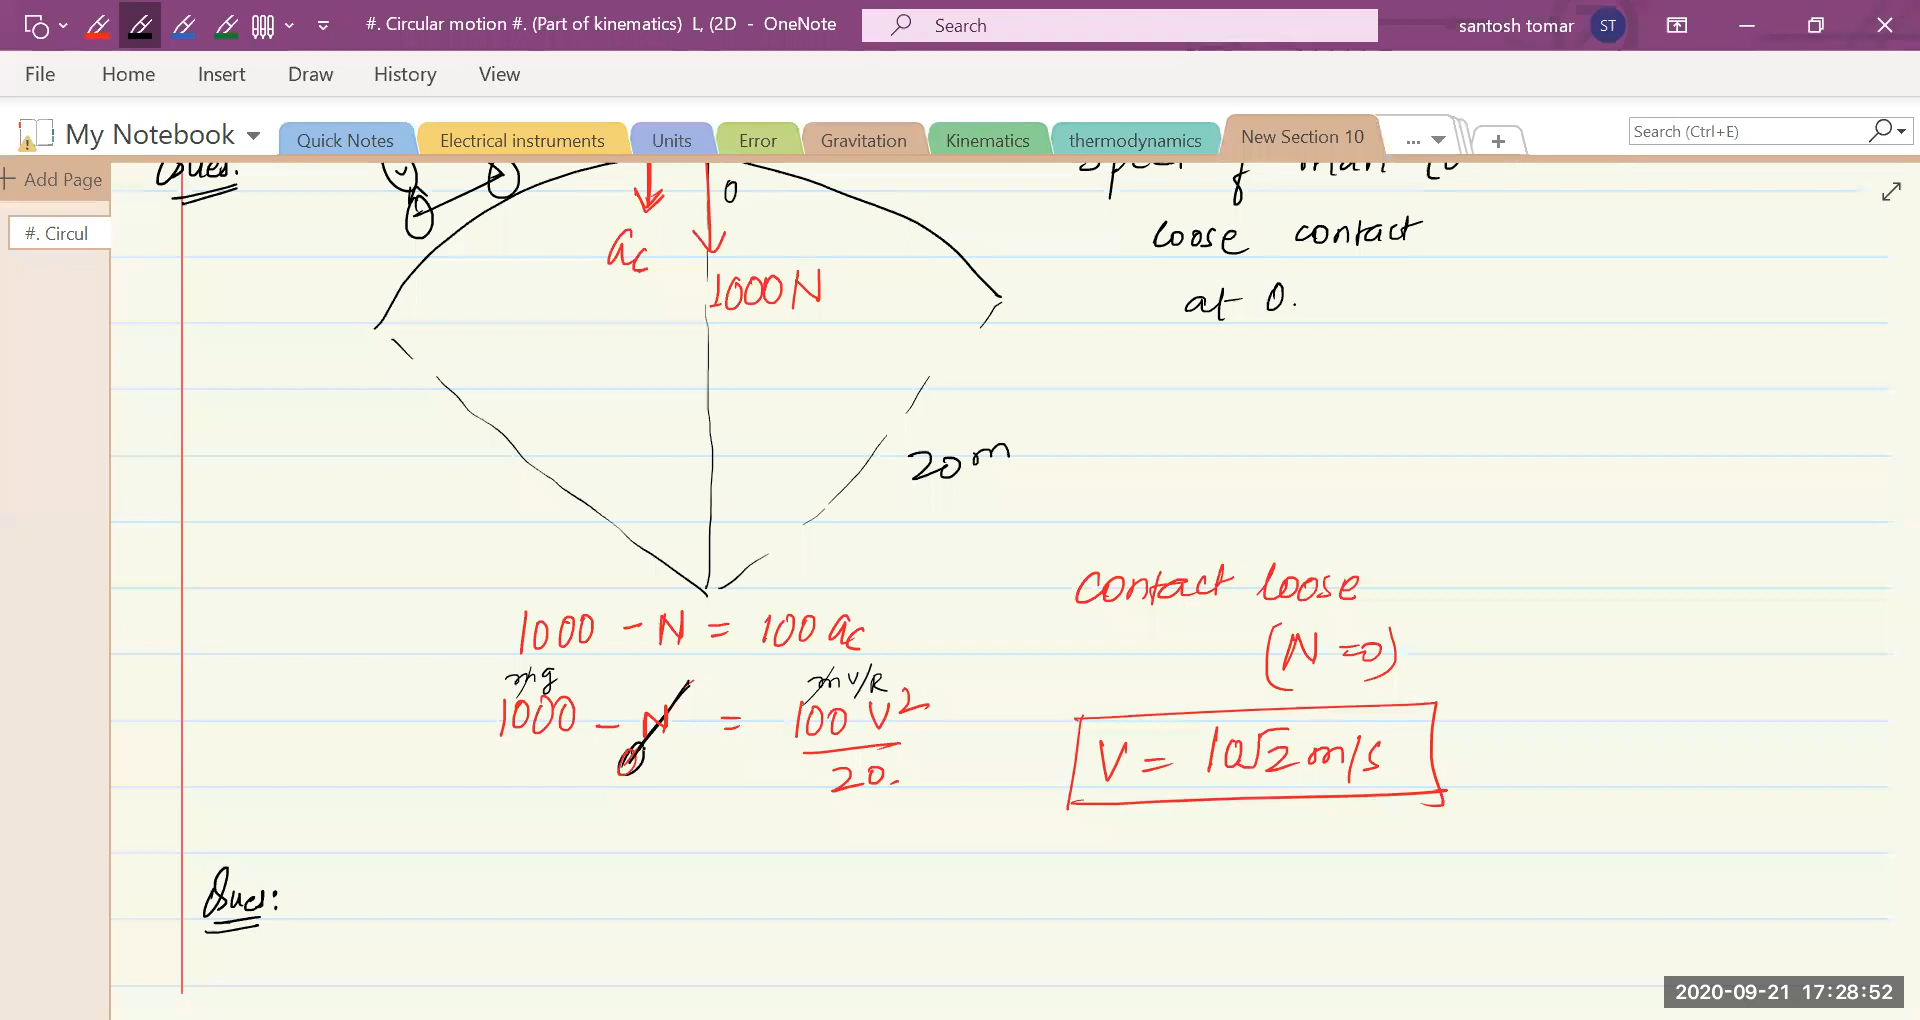 #. Circular motion #. (Part of kinematics) L, (2D - OneNote
Search
santosh tomar ST
File Home Insert Draw History View
My Notebook
Quick Notes Electrical instruments Units Error Gravitation Kinematics thermodynamics New Section 10 ... +
Search (Ctrl+E)
+ Add Page
#. Circul
Ques:
0
ac
1000 N
loose contact
at 0.
20 m
1000 - N = 100 ac
mg mv/R
1000 - N = 100 V²
0 20.
contact loose
(N = 0)
V = 10√2 m/s
Ques:
2020-09-21 17:28:52